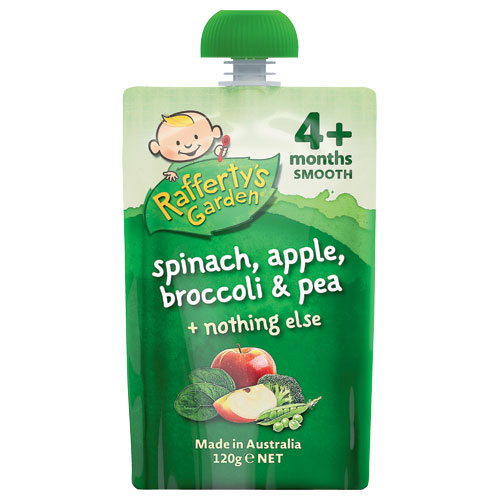 4+
months
SMOOTH
Rafferty's
Garden
spinach, apple,
broccoli & pea
+ nothing else
Made in Australia
120g e NET